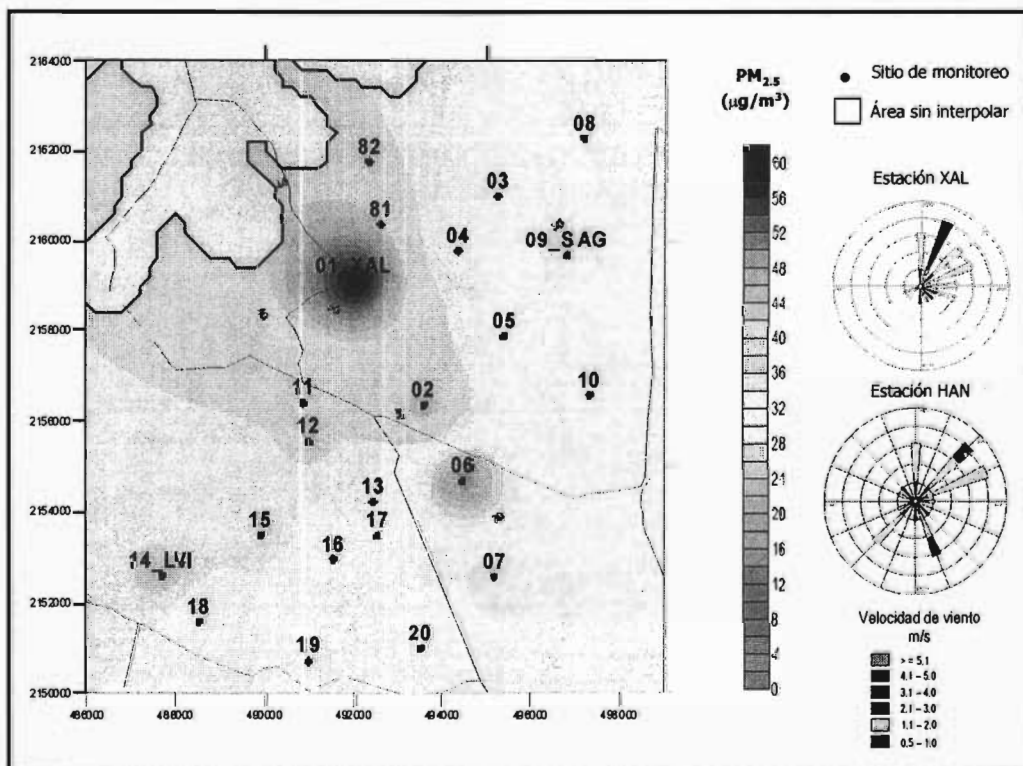 2164000
2162000
2160000
2158000
2156000
2154000
2152000
2150000
486000
488000
490000
492000
494000
496000
498000
82
81
01_XAL
08
03
04
09_SAG
05
10
02
11
12
06
13
17
16
15
14_LVI
18
19
07
20
PM2.5
(µg/m³)
60
56
52
48
44
40
36
32
28
24
20
16
12
8
4
0
Sitio de monitoreo
Área sin interpolar
Estación XAL
Estación HAN
Velocidad de viento
m/s
> = 5.1
4.1 – 5.0
3.1 – 4.0
2.1 – 3.0
1.1 – 2.0
0.5 – 1.0